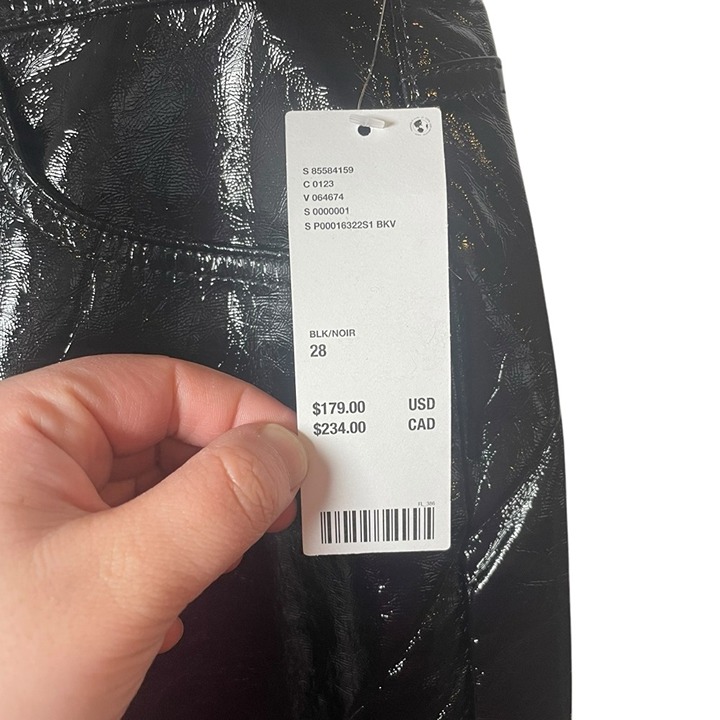 S 85584159
C 0123
V 064674
S 0000001
S P00016322S1 BKV
BLK/NOIR
28
$179.00 USD
$234.00 CAD